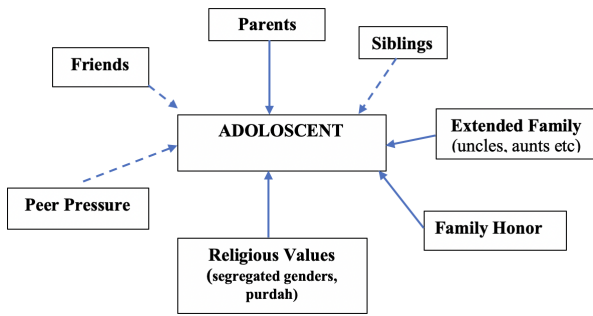 Parents
Siblings
Friends
ADOLOSCENT
Extended Family
(uncles, aunts etc)
Peer Pressure
Family Honor
Religious Values
(segregated genders,
purdah)